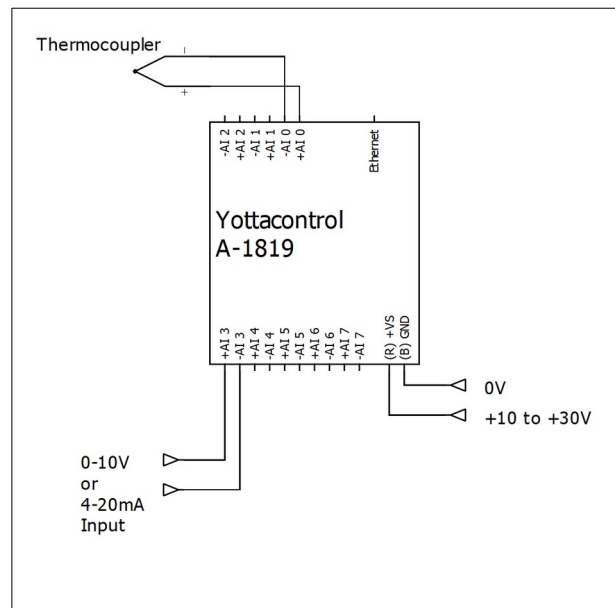 Thermocoupler
-
+
-AI 2
+AI 2
-AI 1
+AI 1
-AI 0
+AI 0
Ethernet
Yottacontrol
A-1819
+AI 3
-AI 3
+AI 4
-AI 4
+AI 5
-AI 5
+AI 6
-AI 6
+AI 7
-AI 7
(R) +VS
(B) GND
0V
+10 to +30V
0-10V
or
4-20mA
Input